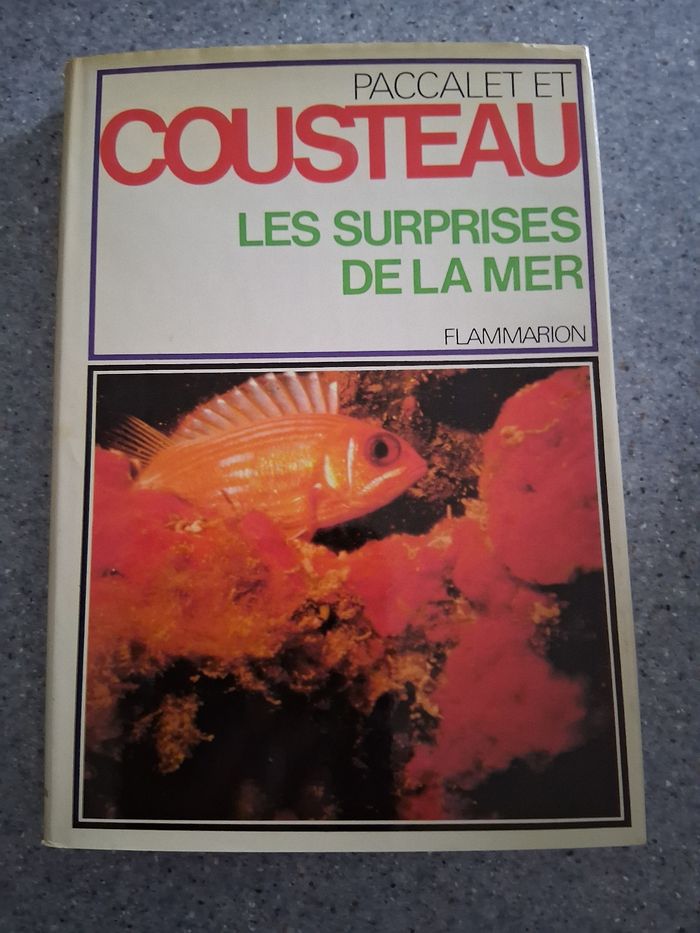 PACCALET ET
COUSTEAU
LES SURPRISES
DE LA MER
FLAMMARION